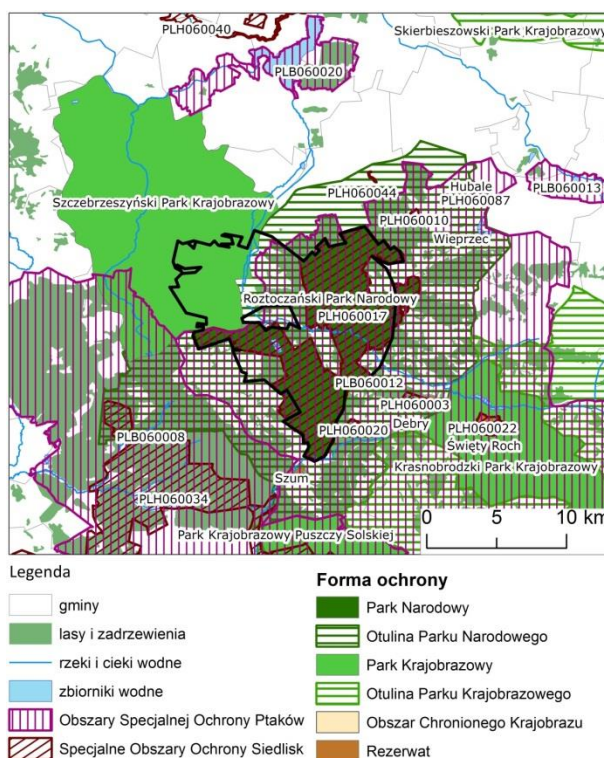 PLH060040
Skierbieszowski Park Krajobrazowy
PLB060020
Szczebrzeszyński Park Krajobrazowy
PLH060044
Hubale
PLH060087
PLB060013
PLH060010
Wieprzec
Roztoczański Park Narodowy
PLH060017
PLB060012
PLH060003
PLH060020
Debry
PLH060022
Święty Roch
PLB060008
Krasnobrodzki Park Krajobrazowy
Szum
PLH060034
Park Krajobrazowy Puszczy Solskiej
0 5 10 km
Legenda
gminy
lasy i zadrzewienia
rzeki i cieki wodne
zbiorniki wodne
Obszary Specjalnej Ochrony Ptaków
Specjalne Obszary Ochrony Siedlisk
Forma ochrony
Park Narodowy
Otulina Parku Narodowego
Park Krajobrazowy
Otulina Parku Krajobrazowego
Obszar Chronionego Krajobrazu
Rezerwat